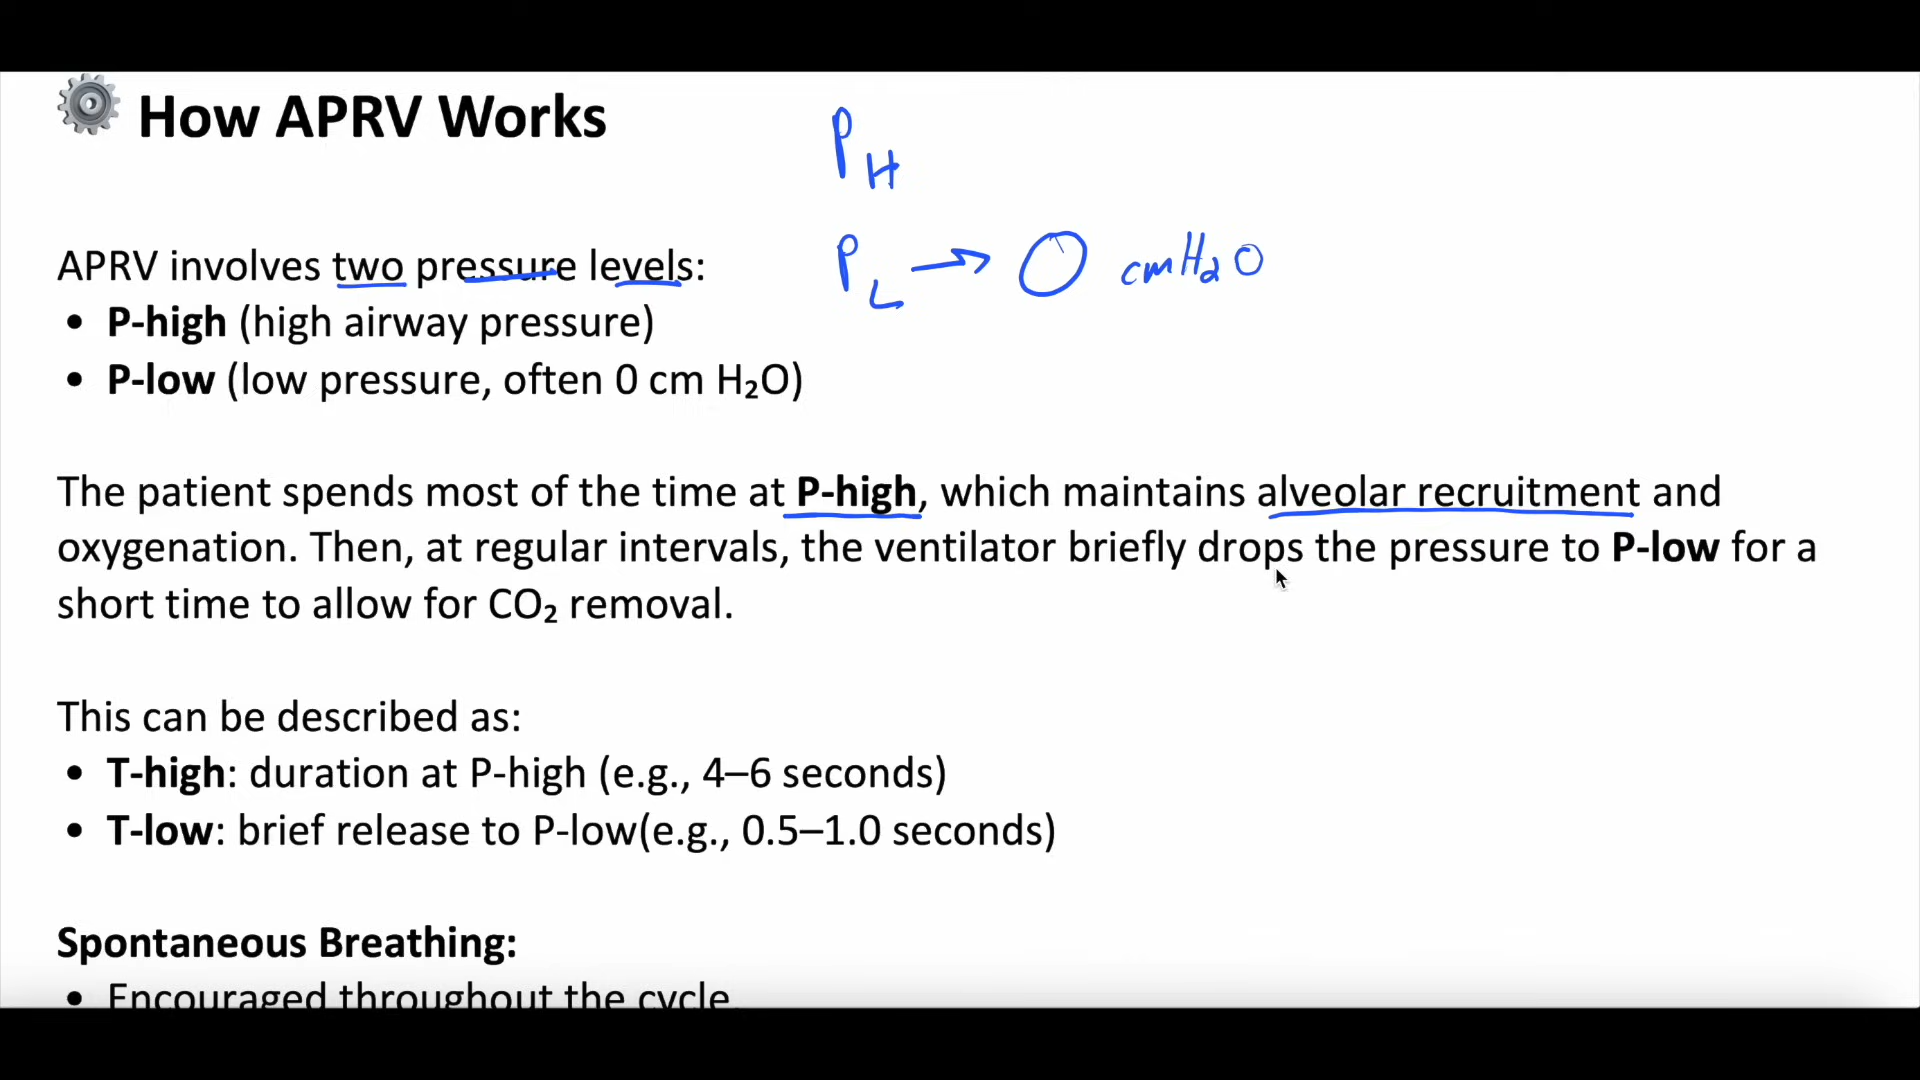 How APRV Works
P
H
APRV involves two pressure levels:
P
L → 0 cmH2O
• P-high (high airway pressure)
• P-low (low pressure, often 0 cm H₂O)
The patient spends most of the time at P-high, which maintains alveolar recruitment and
oxygenation. Then, at regular intervals, the ventilator briefly drops the pressure to P-low for a
short time to allow for CO₂ removal.
This can be described as:
• T-high: duration at P-high (e.g., 4–6 seconds)
• T-low: brief release to P-low(e.g., 0.5–1.0 seconds)
Spontaneous Breathing:
• Encouraged throughout the cycle